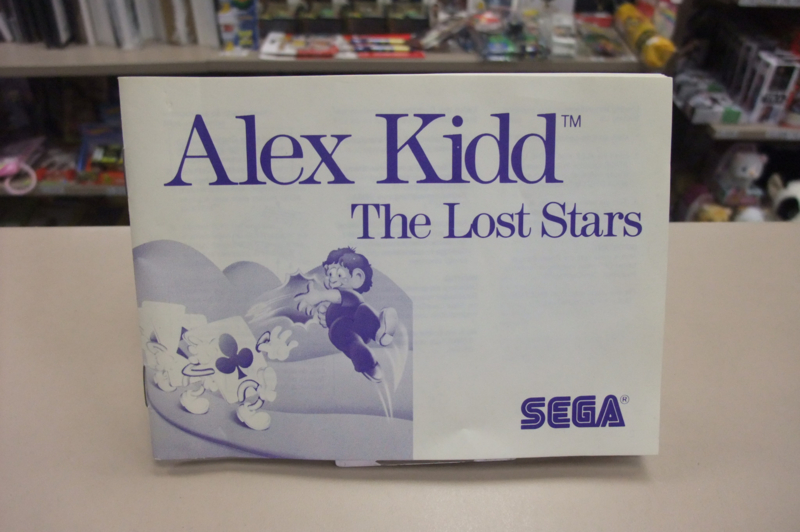 Alex Kidd™
The Lost Stars
SEGA®